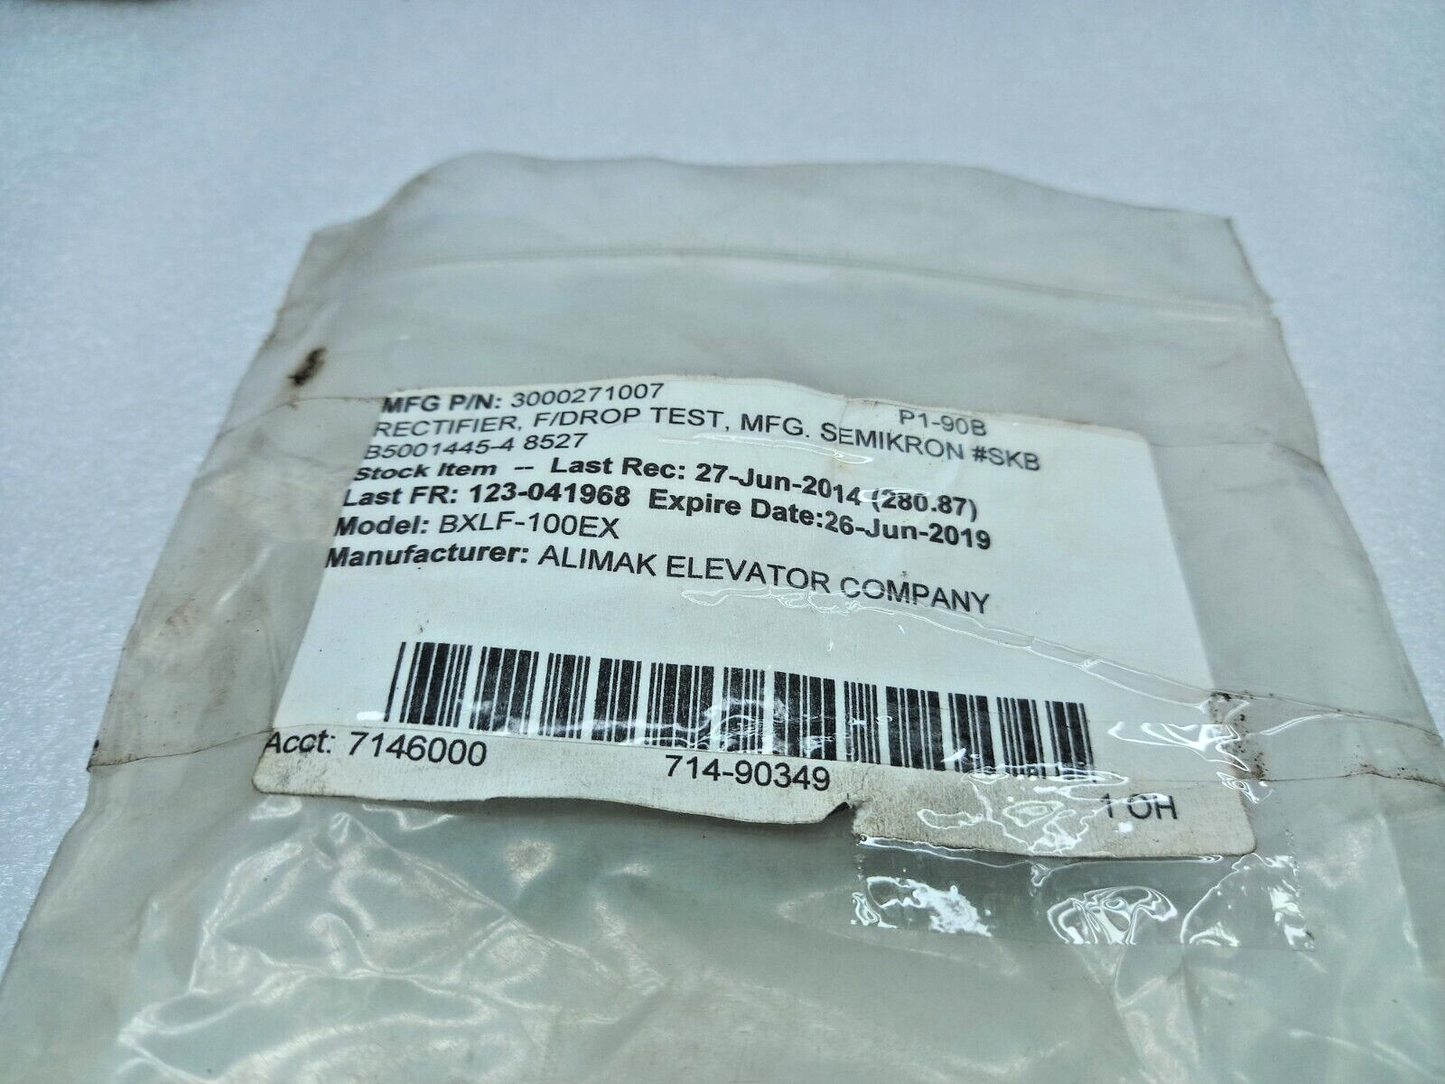 MFG P/N: 3000271007 P1-90B
RECTIFIER, F/DROP TEST, MFG. SEMIKRON #SKB
B5001445-4 8527
Stock Item -- Last Rec: 27-Jun-2014 (280.87)
Last FR: 123-041968 Expire Date:26-Jun-2019
Model: BXLF-100EX
Manufacturer: ALIMAK ELEVATOR COMPANY
Acct: 7146000 714-90349 1 OH